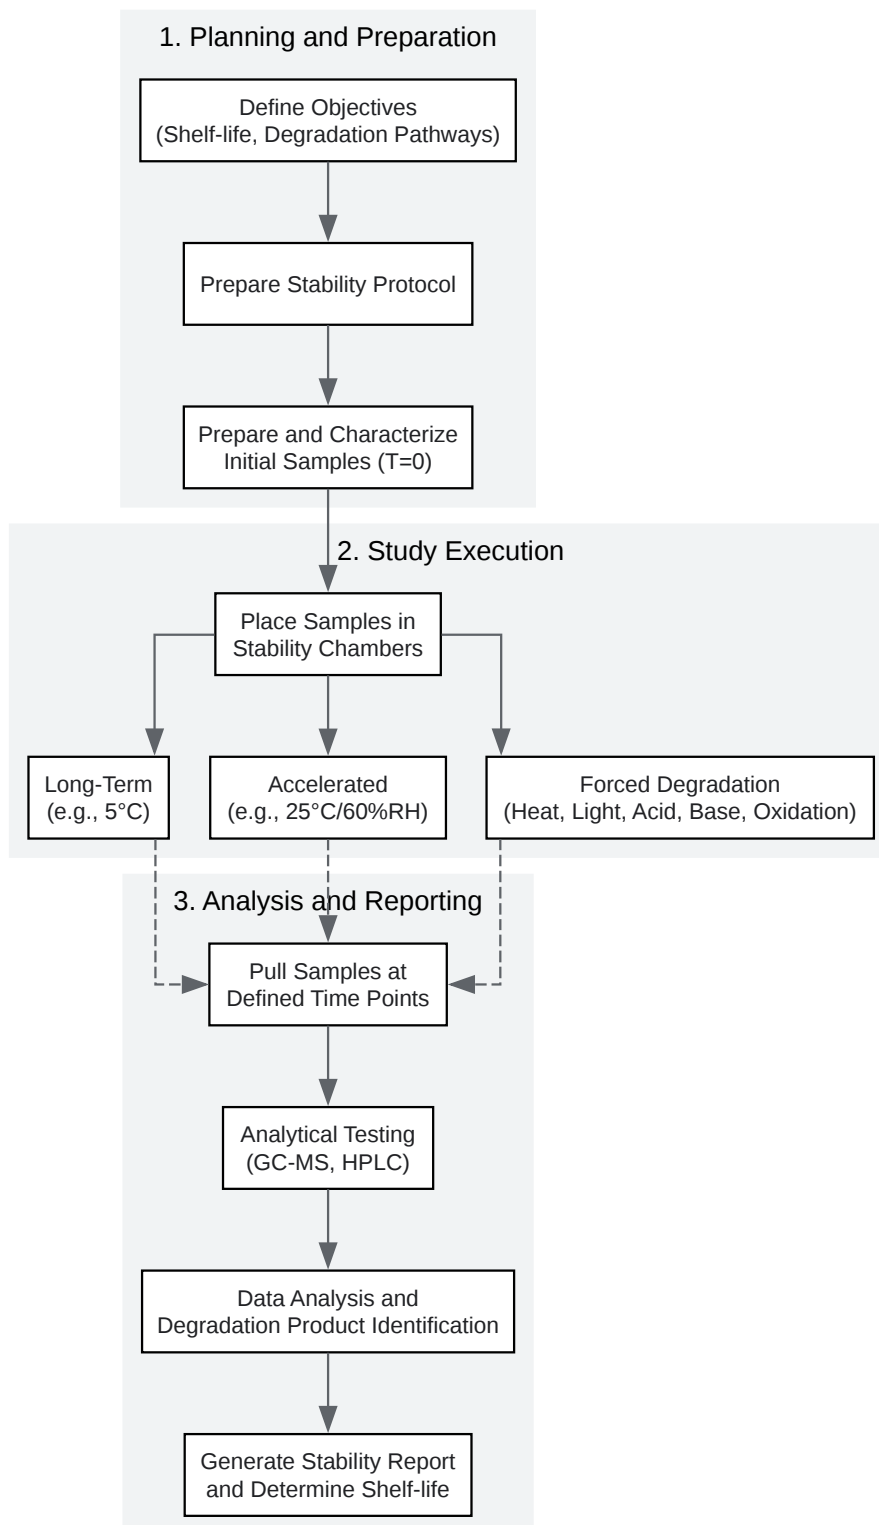 1. Planning and Preparation
Define Objectives
(Shelf-life, Degradation Pathways)
Prepare Stability Protocol
Prepare and Characterize
Initial Samples (T=0)
2. Study Execution
Place Samples in
Stability Chambers
Long-Term
(e.g., 5°C)
Accelerated
(e.g., 25°C/60%RH)
Forced Degradation
(Heat, Light, Acid, Base, Oxidation)
3. Analysis and Reporting
Pull Samples at
Defined Time Points
Analytical Testing
(GC-MS, HPLC)
Data Analysis and
Degradation Product Identification
Generate Stability Report
and Determine Shelf-life